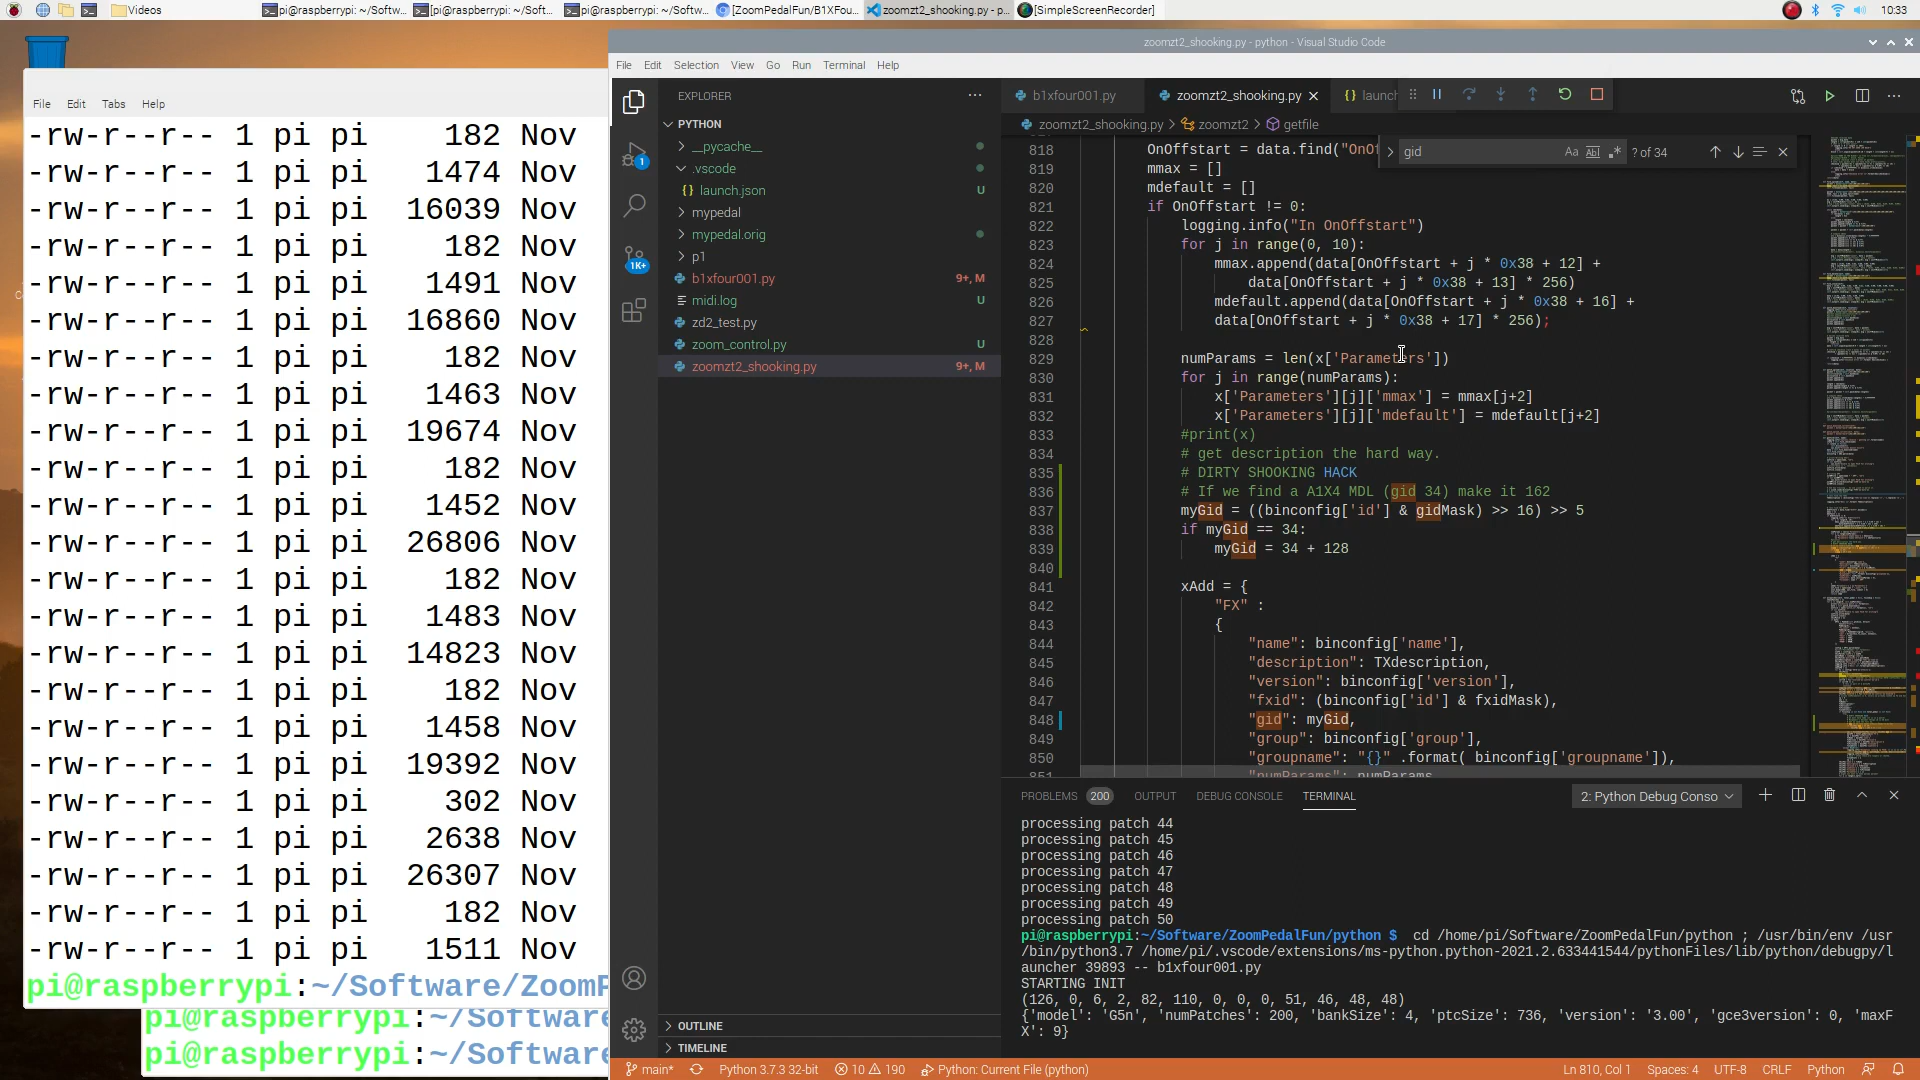 Videos
pi@raspberrypi: ~/Softw...
[pi@raspberrypi: ~/Soft...
pi@raspberrypi: ~/Softw...
[ZoomPedalFun/B1XFou...
zoomzt2_shooking.py - p...
[SimpleScreenRecorder]
10:33
zoomzt2_shooking.py - python - Visual Studio Code
File Edit Selection View Go Run Terminal Help
File Edit Tabs Help
-rw-r--r-- 1 pi pi 182 Nov
-rw-r--r-- 1 pi pi 1474 Nov
-rw-r--r-- 1 pi pi 16039 Nov
-rw-r--r-- 1 pi pi 182 Nov
-rw-r--r-- 1 pi pi 1491 Nov
-rw-r--r-- 1 pi pi 16860 Nov
-rw-r--r-- 1 pi pi 182 Nov
-rw-r--r-- 1 pi pi 1463 Nov
-rw-r--r-- 1 pi pi 19674 Nov
-rw-r--r-- 1 pi pi 182 Nov
-rw-r--r-- 1 pi pi 1452 Nov
-rw-r--r-- 1 pi pi 26806 Nov
-rw-r--r-- 1 pi pi 182 Nov
-rw-r--r-- 1 pi pi 1483 Nov
-rw-r--r-- 1 pi pi 14823 Nov
-rw-r--r-- 1 pi pi 182 Nov
-rw-r--r-- 1 pi pi 1458 Nov
-rw-r--r-- 1 pi pi 19392 Nov
-rw-r--r-- 1 pi pi 302 Nov
-rw-r--r-- 1 pi pi 2638 Nov
-rw-r--r-- 1 pi pi 26307 Nov
-rw-r--r-- 1 pi pi 182 Nov
-rw-r--r-- 1 pi pi 1511 Nov
pi@raspberrypi:~/Software/ZoomP
pi@raspberrypi:~/Software
pi@raspberrypi:~/Software
EXPLORER
PYTHON
__pycache__
.vscode
{} launch.json U
mypedal
mypedal.orig
p1
b1xfour001.py 9+, M
midi.log U
zd2_test.py
zoom_control.py U
zoomzt2_shooking.py 9+, M
OUTLINE
TIMELINE
1
1K+
b1xfour001.py
zoomzt2_shooking.py
{} launch
zoomzt2_shooking.py > zoomzt2 > getfile
gid Aa Abl .* ? of 34
818 OnOffstart = data.find("OnOf
819 mmax = []
820 mdefault = []
821 if OnOffstart != 0:
822 logging.info("In OnOffstart")
823 for j in range(0, 10):
824 mmax.append(data[OnOffstart + j * 0x38 + 12] +
825 data[OnOffstart + j * 0x38 + 13] * 256)
826 mdefault.append(data[OnOffstart + j * 0x38 + 16] +
827 data[OnOffstart + j * 0x38 + 17] * 256);
828
829 numParams = len(x['Parameters'])
830 for j in range(numParams):
831 x['Parameters'][j]['mmax'] = mmax[j+2]
832 x['Parameters'][j]['mdefault'] = mdefault[j+2]
833 #print(x)
834 # get description the hard way.
835 # DIRTY SHOOKING HACK
836 # If we find a A1X4 MDL (gid 34) make it 162
837 myGid = ((binconfig['id'] & gidMask) >> 16) >> 5
838 if myGid == 34:
839 myGid = 34 + 128
840
841 xAdd = {
842 "FX" :
843 {
844 "name": binconfig['name'],
845 "description": TXdescription,
846 "version": binconfig['version'],
847 "fxid": (binconfig['id'] & fxidMask),
848 "gid": myGid,
849 "group": binconfig['group'],
850 "groupname": "{}" .format( binconfig['groupname']),
851 "numParams": numParams
PROBLEMS 200 OUTPUT DEBUG CONSOLE TERMINAL
2: Python Debug Conso
processing patch 44
processing patch 45
processing patch 46
processing patch 47
processing patch 48
processing patch 49
processing patch 50
pi@raspberrypi:~/Software/ZoomPedalFun/python $ cd /home/pi/Software/ZoomPedalFun/python ; /usr/bin/env /usr
/bin/python3.7 /home/pi/.vscode/extensions/ms-python.python-2021.2.633441544/pythonFiles/lib/python/debugpy/l
auncher 39893 -- b1xfour001.py
STARTING INIT
(126, 0, 6, 2, 82, 110, 0, 0, 0, 51, 46, 48, 48)
{'model': 'G5n', 'numPatches': 200, 'bankSize': 4, 'ptcSize': 736, 'version': '3.00', 'gce3version': 0, 'maxF
X': 9}
main*
Python 3.7.3 32-bit
10 190
Python: Current File (python)
Ln 810, Col 1
Spaces: 4
UTF-8
CRLF
Python